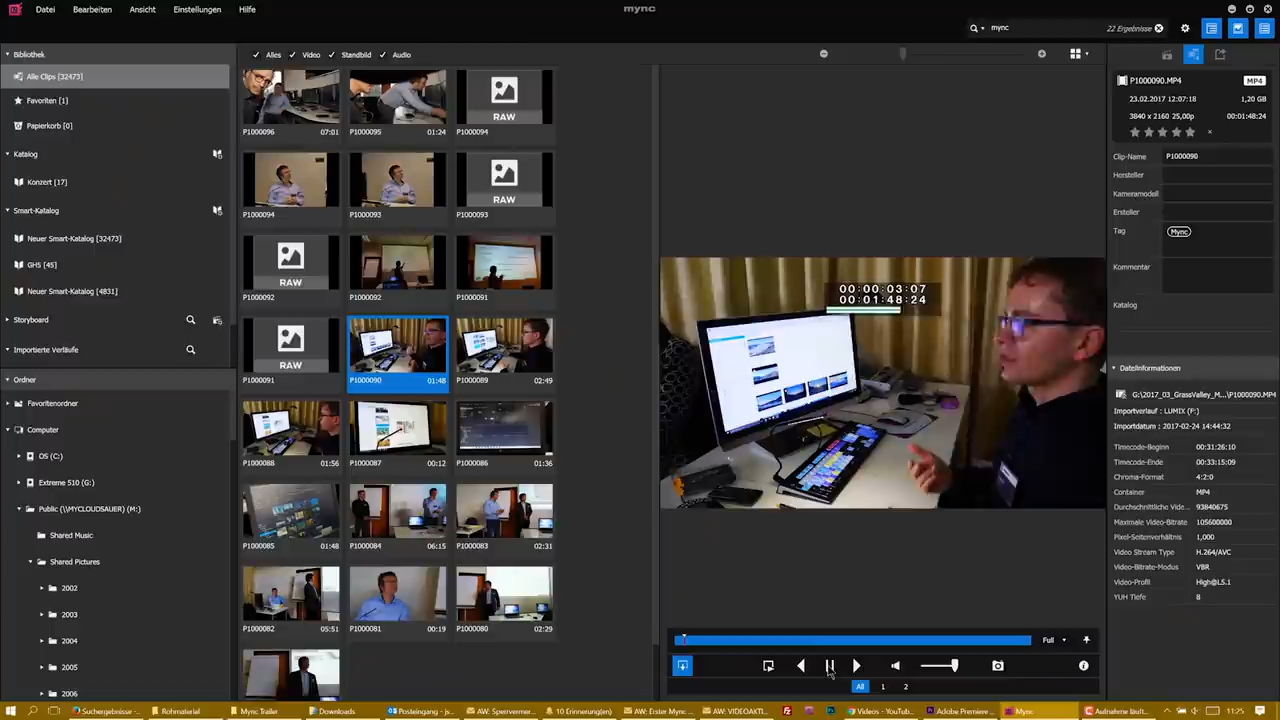 Datei Bearbeiten Ansicht Einstellungen Hilfe mync
mync 22 Ergebnisse
Bibliothek
Alle Clips [32473]
Favoriten [1]
Papierkorb [0]
Katalog
Konzert [17]
Smart-Katalog
Neuer Smart-Katalog [32473]
GH5 [45]
Neuer Smart-Katalog [4831]
Storyboard
Importierte Verläufe
Ordner
Favoritenordner
Computer
OS (C:)
Extreme 510 (G:)
Public (\\MYCLOUDSAUER) (M:)
Shared Music
Shared Pictures
2002
2003
2004
2005
2006
Alles Video Standbild Audio
RAW
P1000096 07:01 P1000095 01:24 P1000094
RAW
P1000094 P1000093 P1000093
RAW
P1000092 P1000092 P1000091
RAW
P1000091 P1000090 01:48 P1000089 02:49
P1000088 01:56 P1000087 00:12 P1000086 01:36
P1000085 01:48 P1000084 06:15 P1000083 02:31
P1000082 05:51 P1000081 00:19 P1000080 02:29
00:00:03:07
00:01:48:24
Full
All 1 2
P1000090.MP4 MP4
23.02.2017 12:07:18 1,20 GB
3840 x 2160 25,00p 00:01:48:24
Clip-Name P1000090
Hersteller
Kameramodell
Ersteller
Tag Mync
Kommentar
Katalog
Dateiinformationen
G:\2017_03_GrassValley_M...\P1000090.MP4
Importverlauf : LUMIX (F:)
Importdatum : 2017-02-24 14:44:32
Timecode-Beginn 00:31:26:10
Timecode-Ende 00:33:15:09
Chroma-Format 4:2:0
Container MP4
Durchschnittliche Video... 93840675
Maximale Video-Bitrate 105600000
Pixel-Seitenverhältnis 1,000
Video Stream Type H.264/AVC
Video-Bitrate-Modus VBR
Video-Profil High@L5.1
YUH Tiefe 8
Suchergebnisse -... Rohmaterial Mync Trailer Downloads Posteingang - js... AW: Sperrvermer... 10 Erinnerung(en) AW: Erster Mync ... AW: VIDEOAKTI... Videos - YouTub... Adobe Premiere ... Mync Aufnahme läuft... 11:25